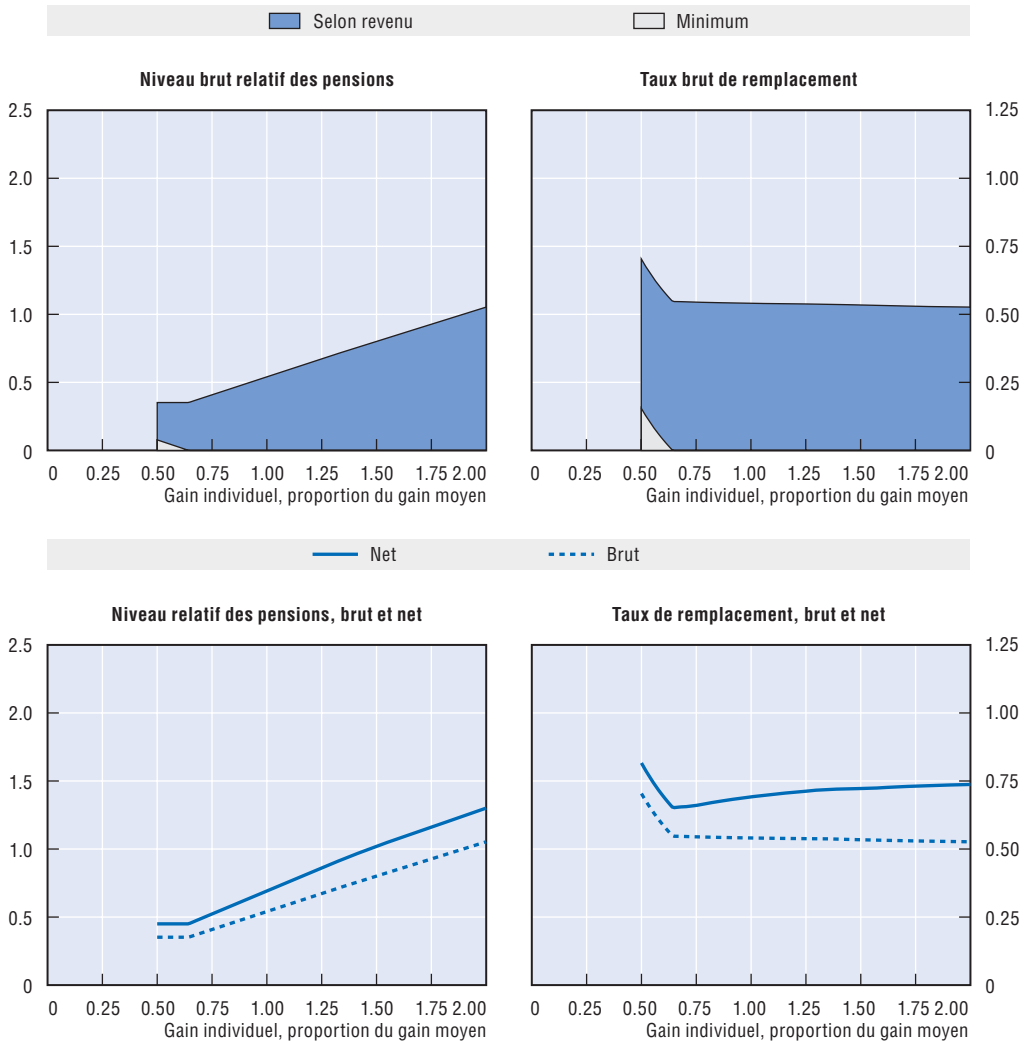 Selon revenu Minimum
Niveau brut relatif des pensions
2.5
2.0
1.5
1.0
0.5
0
0 0.25 0.50 0.75 1.00 1.25 1.50 1.75 2.00
Gain individuel, proportion du gain moyen
Taux brut de remplacement
1.25
1.00
0.75
0.50
0.25
0
0 0.25 0.50 0.75 1.00 1.25 1.50 1.75 2.00
Gain individuel, proportion du gain moyen
Net Brut
Niveau relatif des pensions, brut et net
2.5
2.0
1.5
1.0
0.5
0
0 0.25 0.50 0.75 1.00 1.25 1.50 1.75 2.00
Gain individuel, proportion du gain moyen
Taux de remplacement, brut et net
1.25
1.00
0.75
0.50
0.25
0
0 0.25 0.50 0.75 1.00 1.25 1.50 1.75 2.00
Gain individuel, proportion du gain moyen